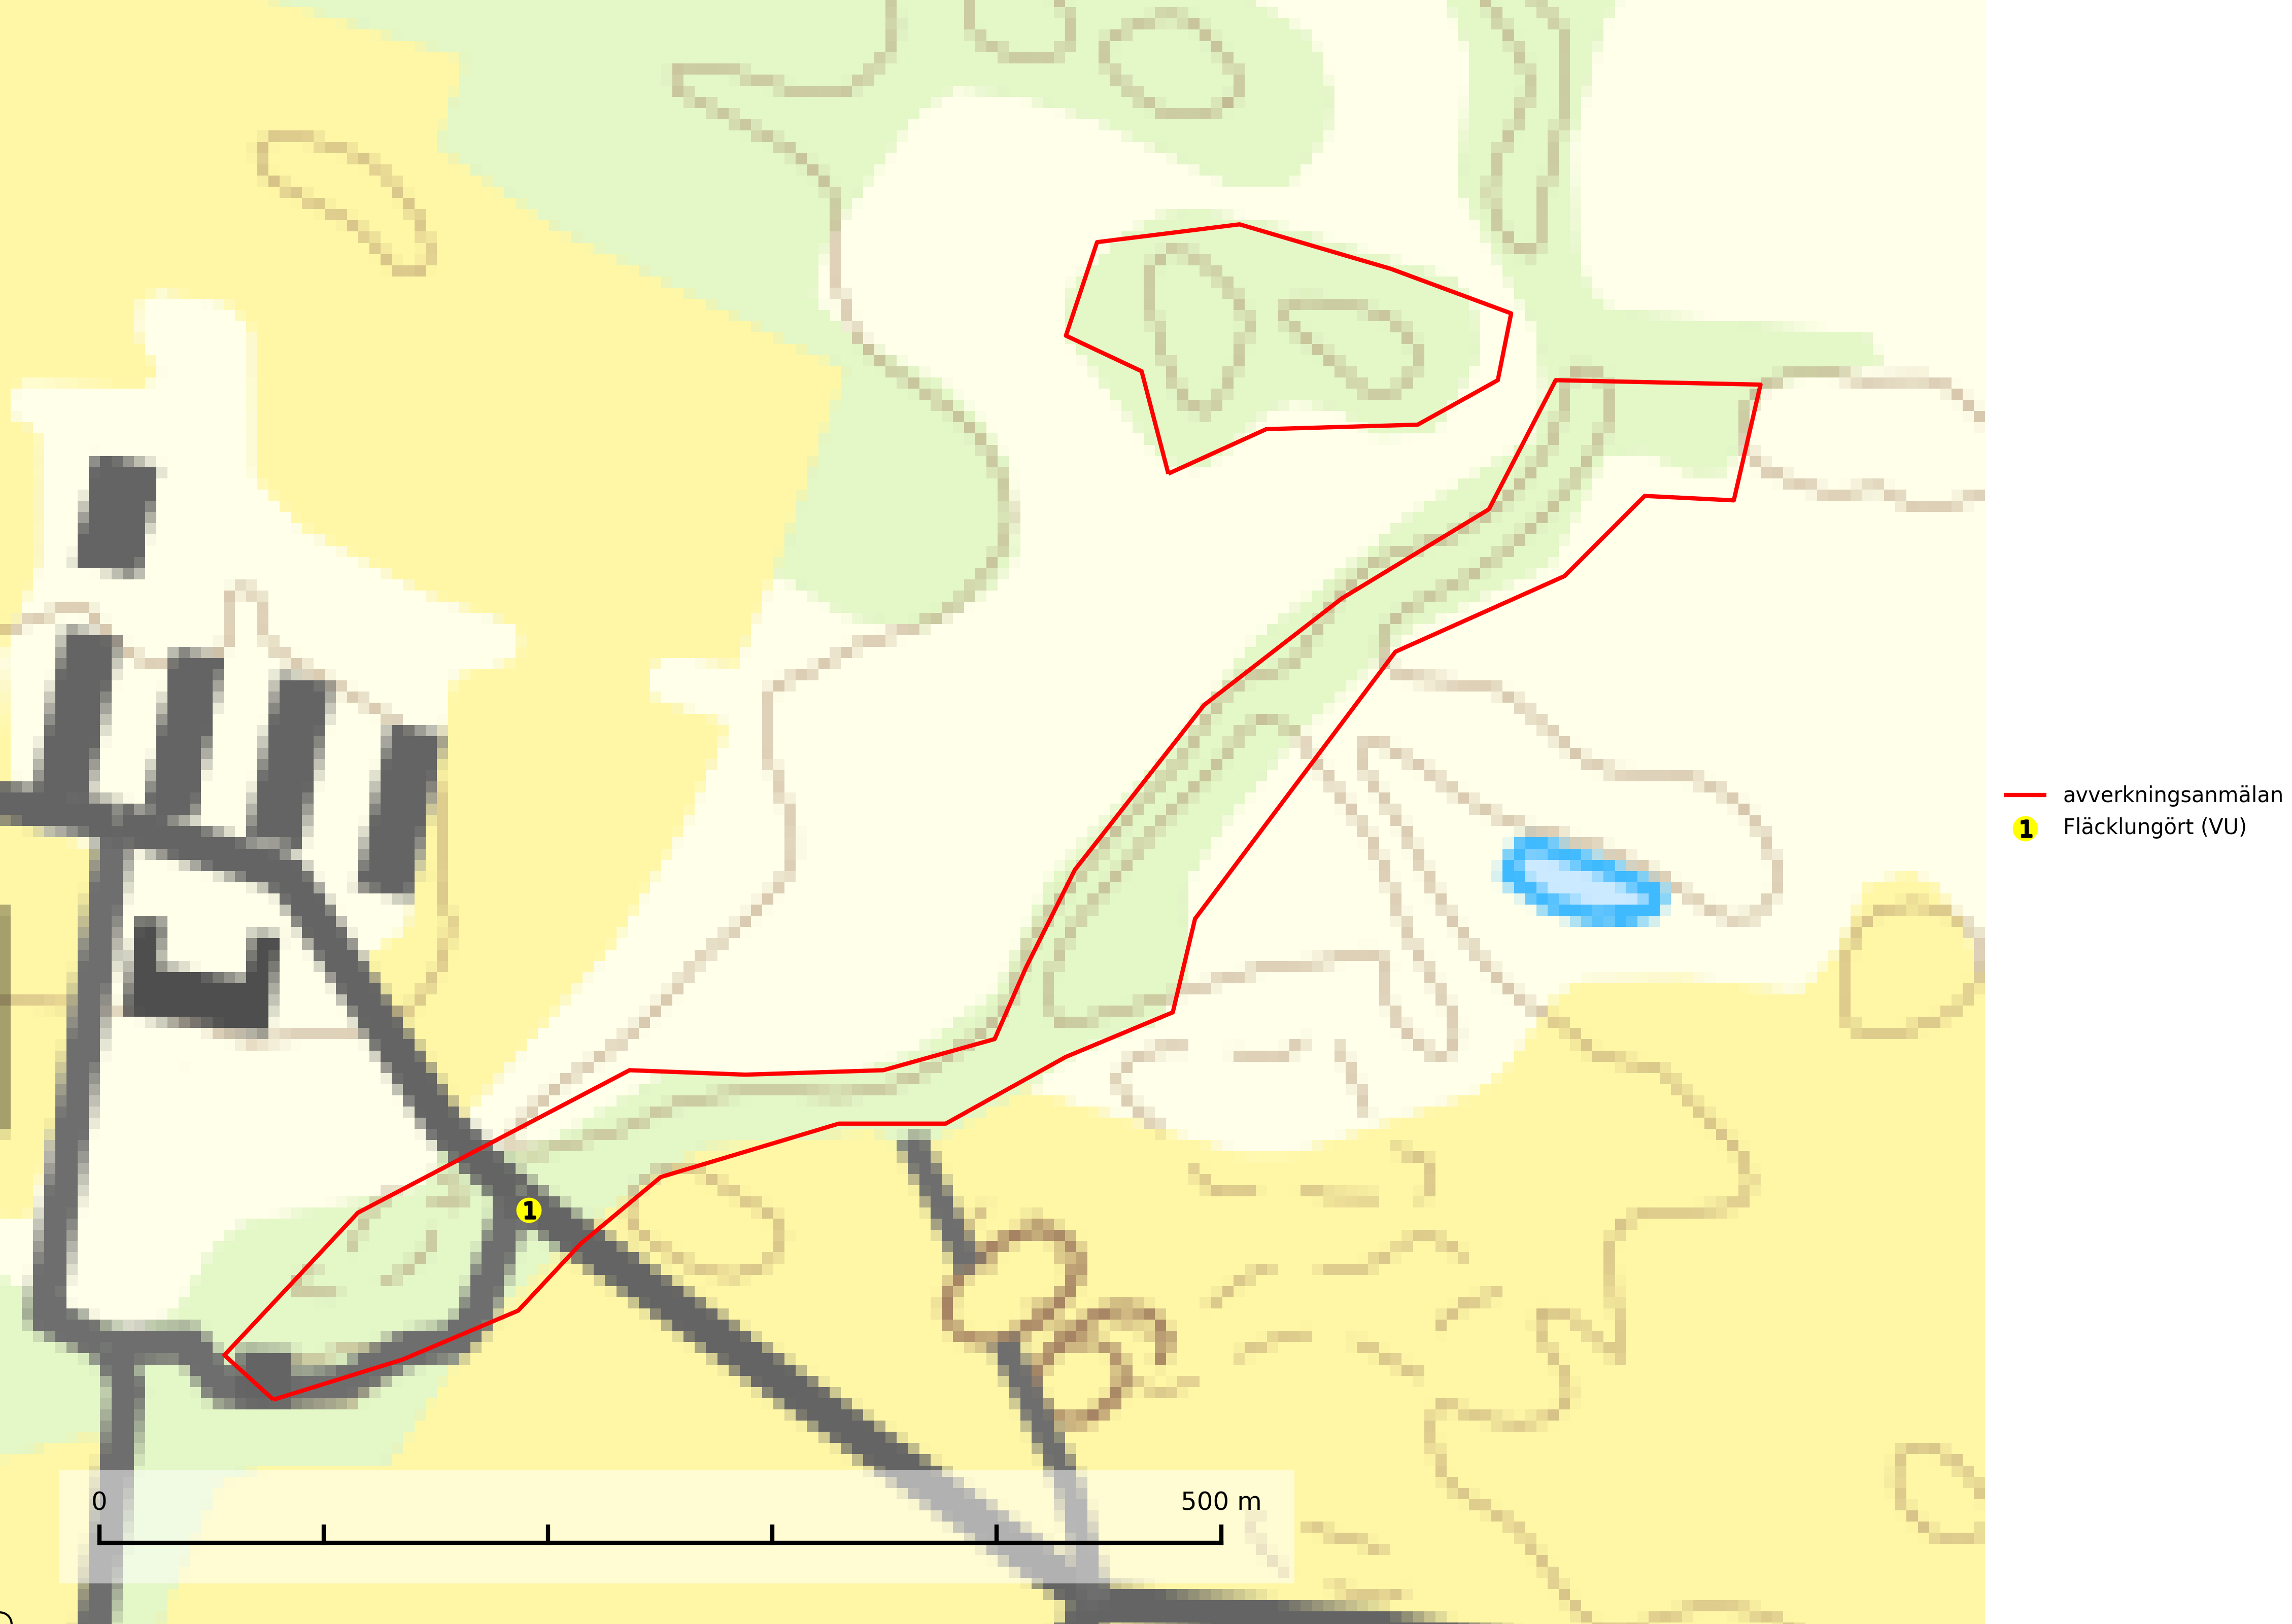 avverkningsanmälan
1 Fläcklungört (VU)
1
0 500 m